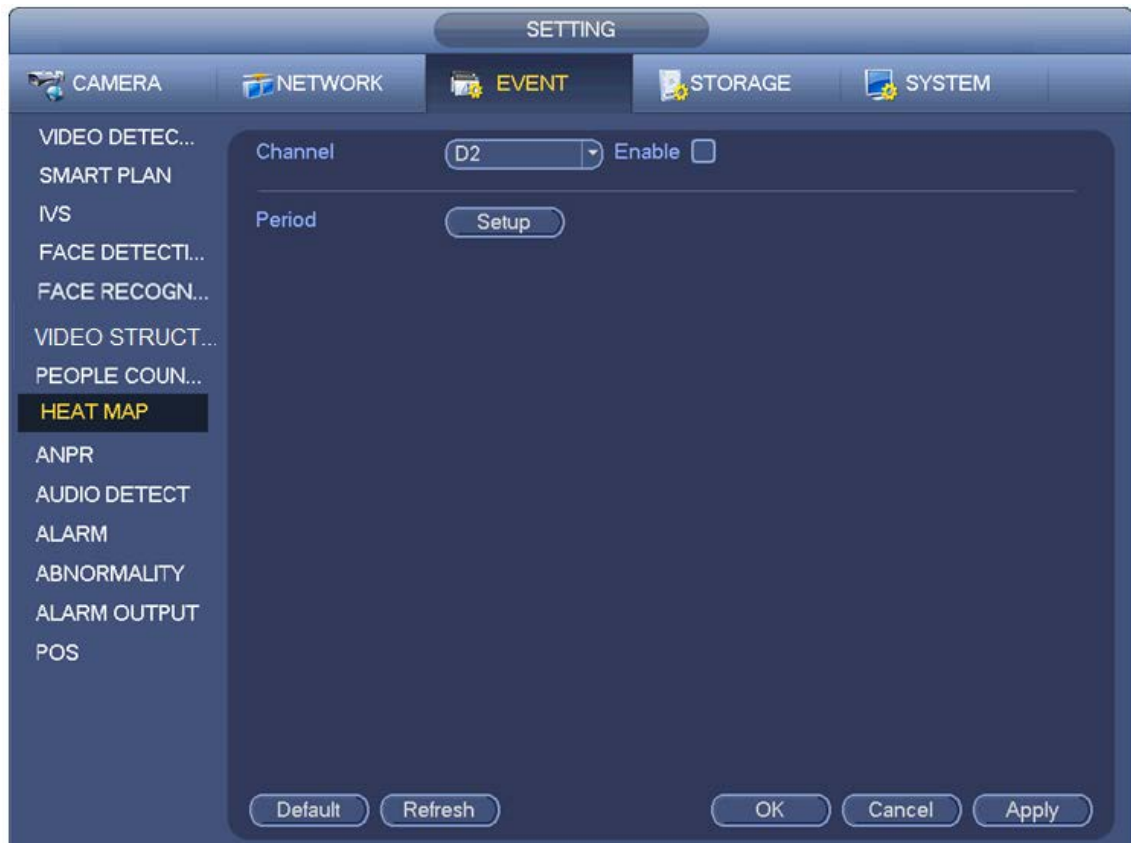 SETTING
CAMERA NETWORK EVENT STORAGE SYSTEM
VIDEO DETEC...
SMART PLAN
IVS
FACE DETECTI...
FACE RECOGN...
VIDEO STRUCT...
PEOPLE COUN...
HEAT MAP
ANPR
AUDIO DETECT
ALARM
ABNORMALITY
ALARM OUTPUT
POS
Channel D2 Enable
Period Setup
Default Refresh OK Cancel Apply